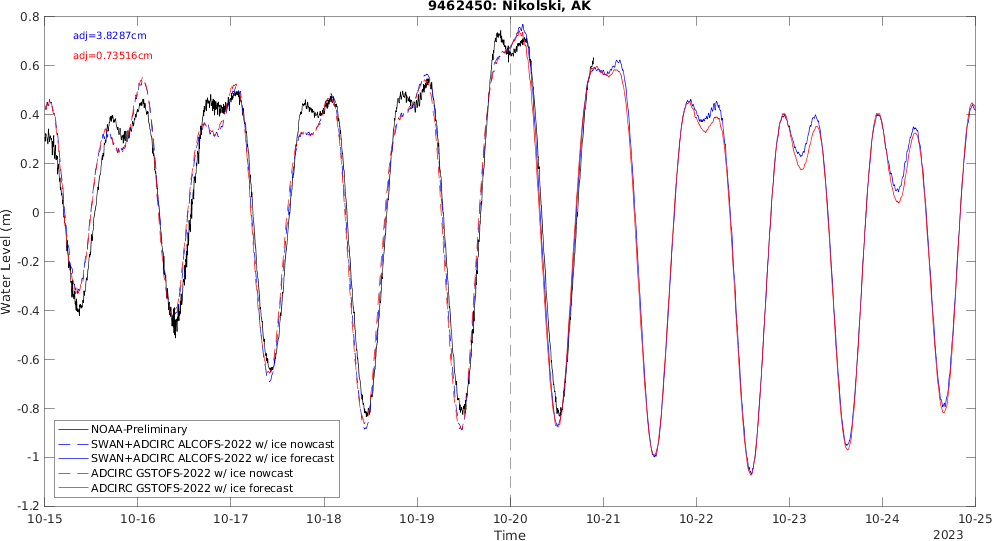 9462450: Nikolski, AK
adj=3.8287cm
adj=0.73516cm
0.8
0.6
0.4
0.2
0
-0.2
-0.4
-0.6
-0.8
-1
-1.2
Water Level (m)
NOAA-Preliminary
SWAN+ADCIRC ALCOFS-2022 w/ ice nowcast
SWAN+ADCIRC ALCOFS-2022 w/ ice forecast
ADCIRC GSTOFS-2022 w/ ice nowcast
ADCIRC GSTOFS-2022 w/ ice forecast
10-15 10-16 10-17 10-18 10-19 10-20 10-21 10-22 10-23 10-24 10-25
Time
2023